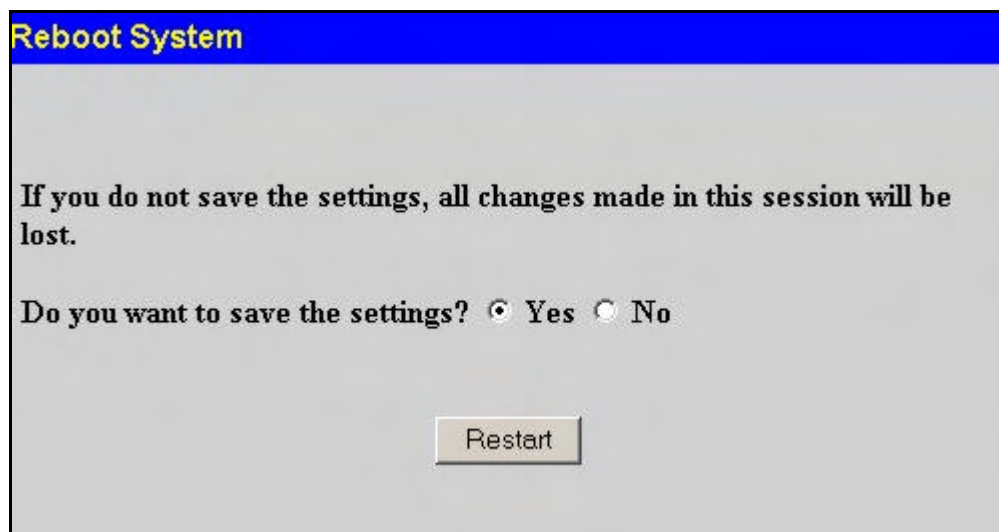 Reboot System
If you do not save the settings, all changes made in this session will be
lost.
Do you want to save the settings? Yes No
Restart